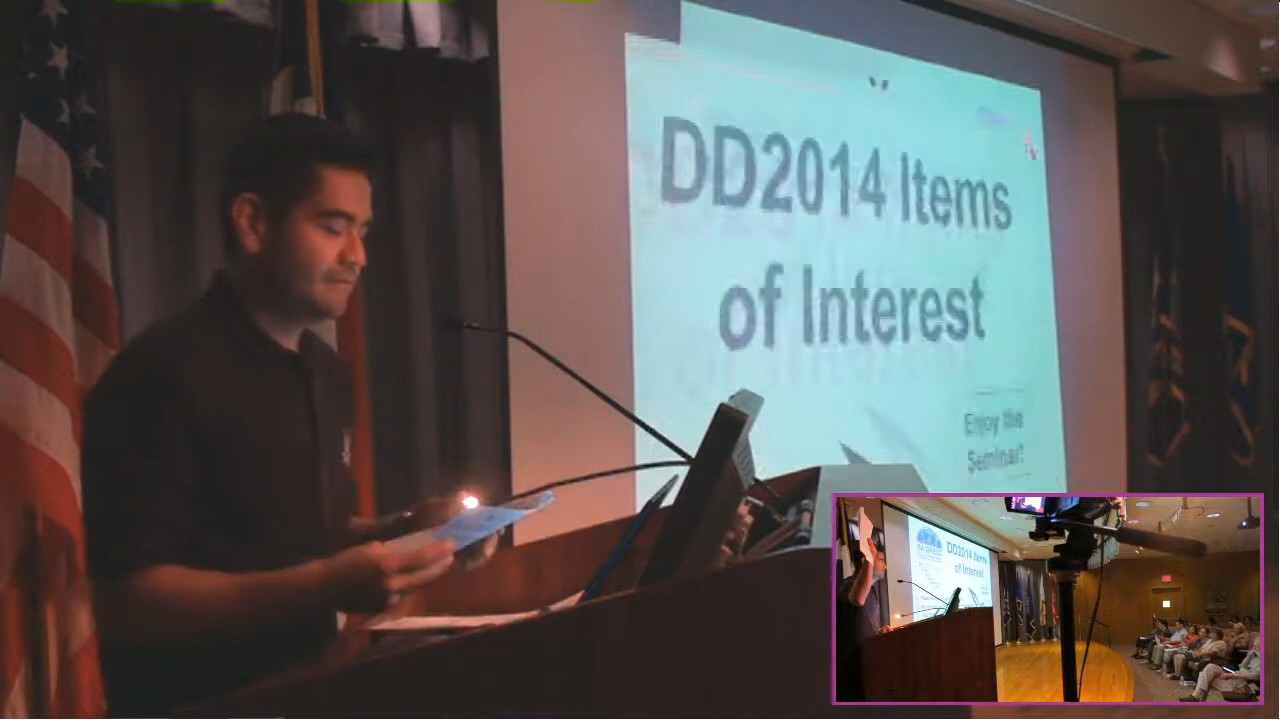 DD2014 Items
of Interest
Enjoy the
Seminar!
DD2014 Items
of Interest